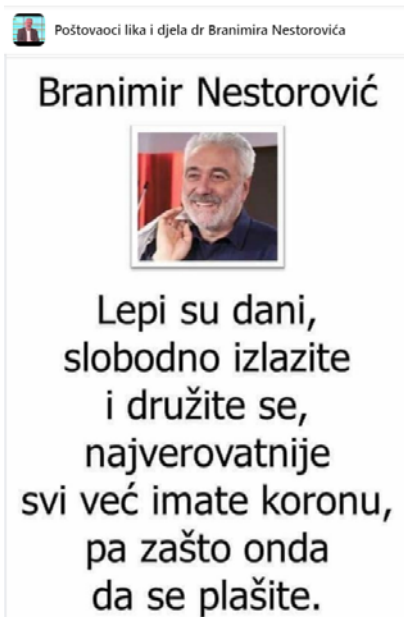 Poštovaoci lika i djela dr Branimira Nestorovića
Branimir Nestorović
Lepi su dani,
slobodno izlazite
i družite se,
najverovatnije
svi već imate koronu,
pa zašto onda
da se plašite.